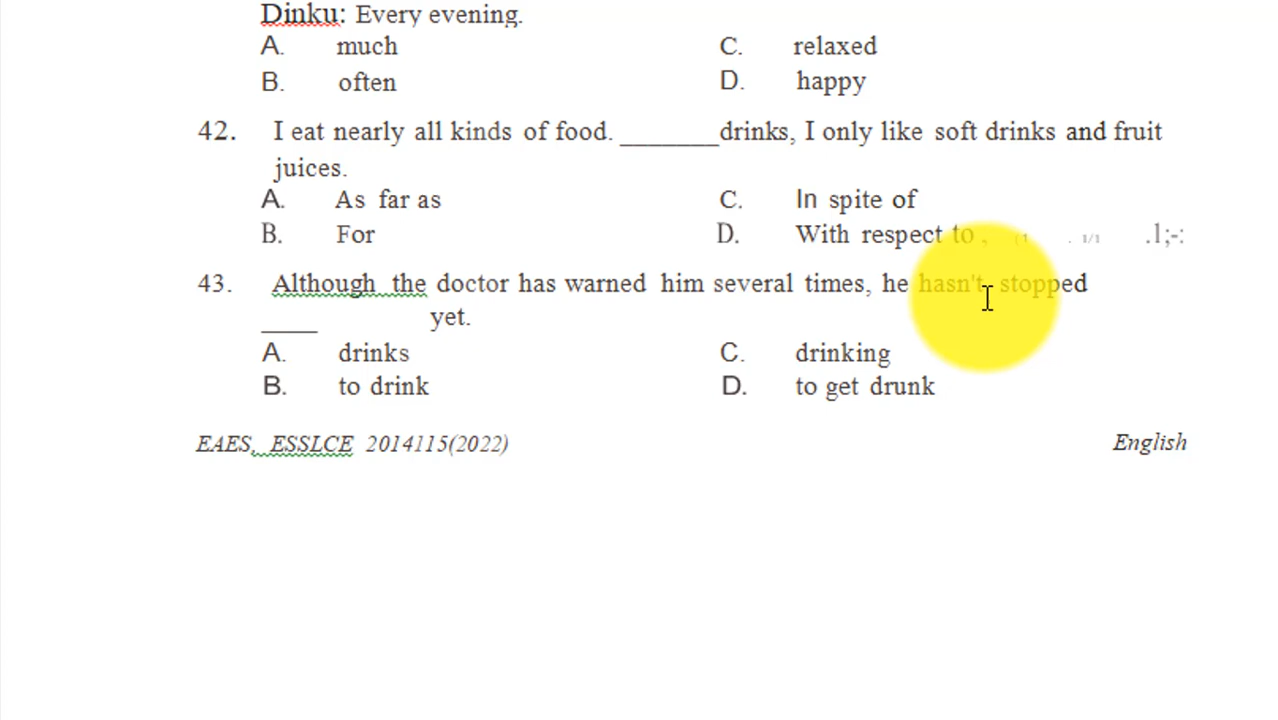 Dinku: Every evening.
A. much C. relaxed
B. often D. happy
42. I eat nearly all kinds of food. _______drinks, I only like soft drinks and fruit
juices.
A. As far as C. In spite of
B. For D. With respect to
43. Although the doctor has warned him several times, he hasn't stopped
____ yet.
A. drinks C. drinking
B. to drink D. to get drunk
EAES, ESSLCE 2014115(2022) English